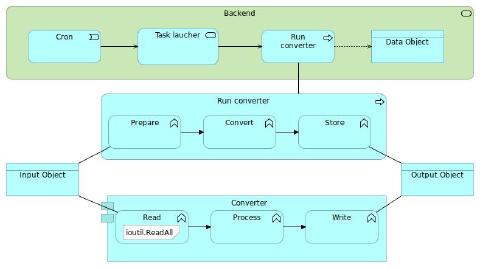 Backend
Cron
Task laucher
Run
converter
Data Object
Run converter
Prepare
Convert
Store
Input Object
Output Object
Converter
Read
Process
Write
ioutil.ReadAll